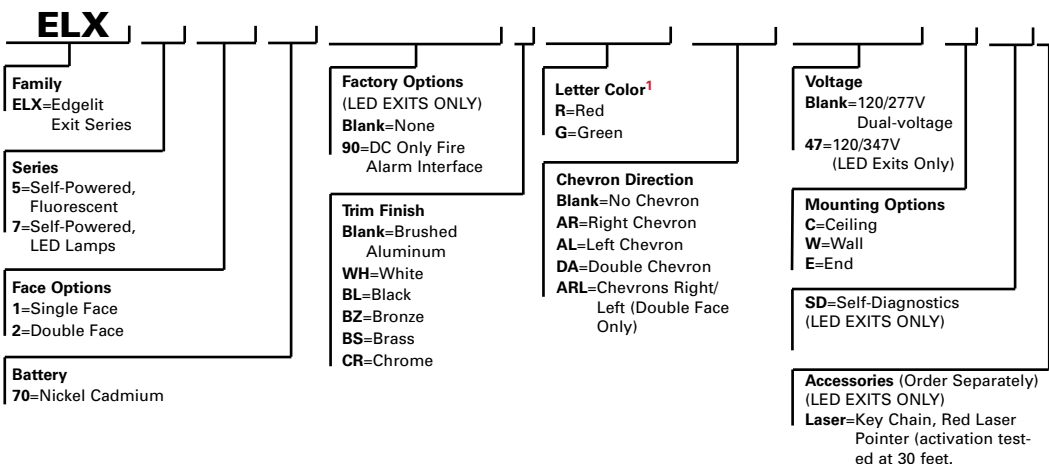 ELX
Family
ELX=Edgelit
Exit Series
Series
5=Self-Powered,
Fluorescent
7=Self-Powered,
LED Lamps
Face Options
1=Single Face
2=Double Face
Battery
70=Nickel Cadmium
Factory Options
(LED EXITS ONLY)
Blank=None
90=DC Only Fire
Alarm Interface
Trim Finish
Blank=Brushed
Aluminum
WH=White
BL=Black
BZ=Bronze
BS=Brass
CR=Chrome
Letter Color1
R=Red
G=Green
Chevron Direction
Blank=No Chevron
AR=Right Chevron
AL=Left Chevron
DA=Double Chevron
ARL=Chevrons Right/
Left (Double Face
Only)
Voltage
Blank=120/277V
Dual-voltage
47=120/347V
(LED Exits Only)
Mounting Options
C=Ceiling
W=Wall
E=End
SD=Self-Diagnostics
(LED EXITS ONLY)
Accessories (Order Separately)
(LED EXITS ONLY)
Laser=Key Chain, Red Laser
Pointer (activation test-
ed at 30 feet.